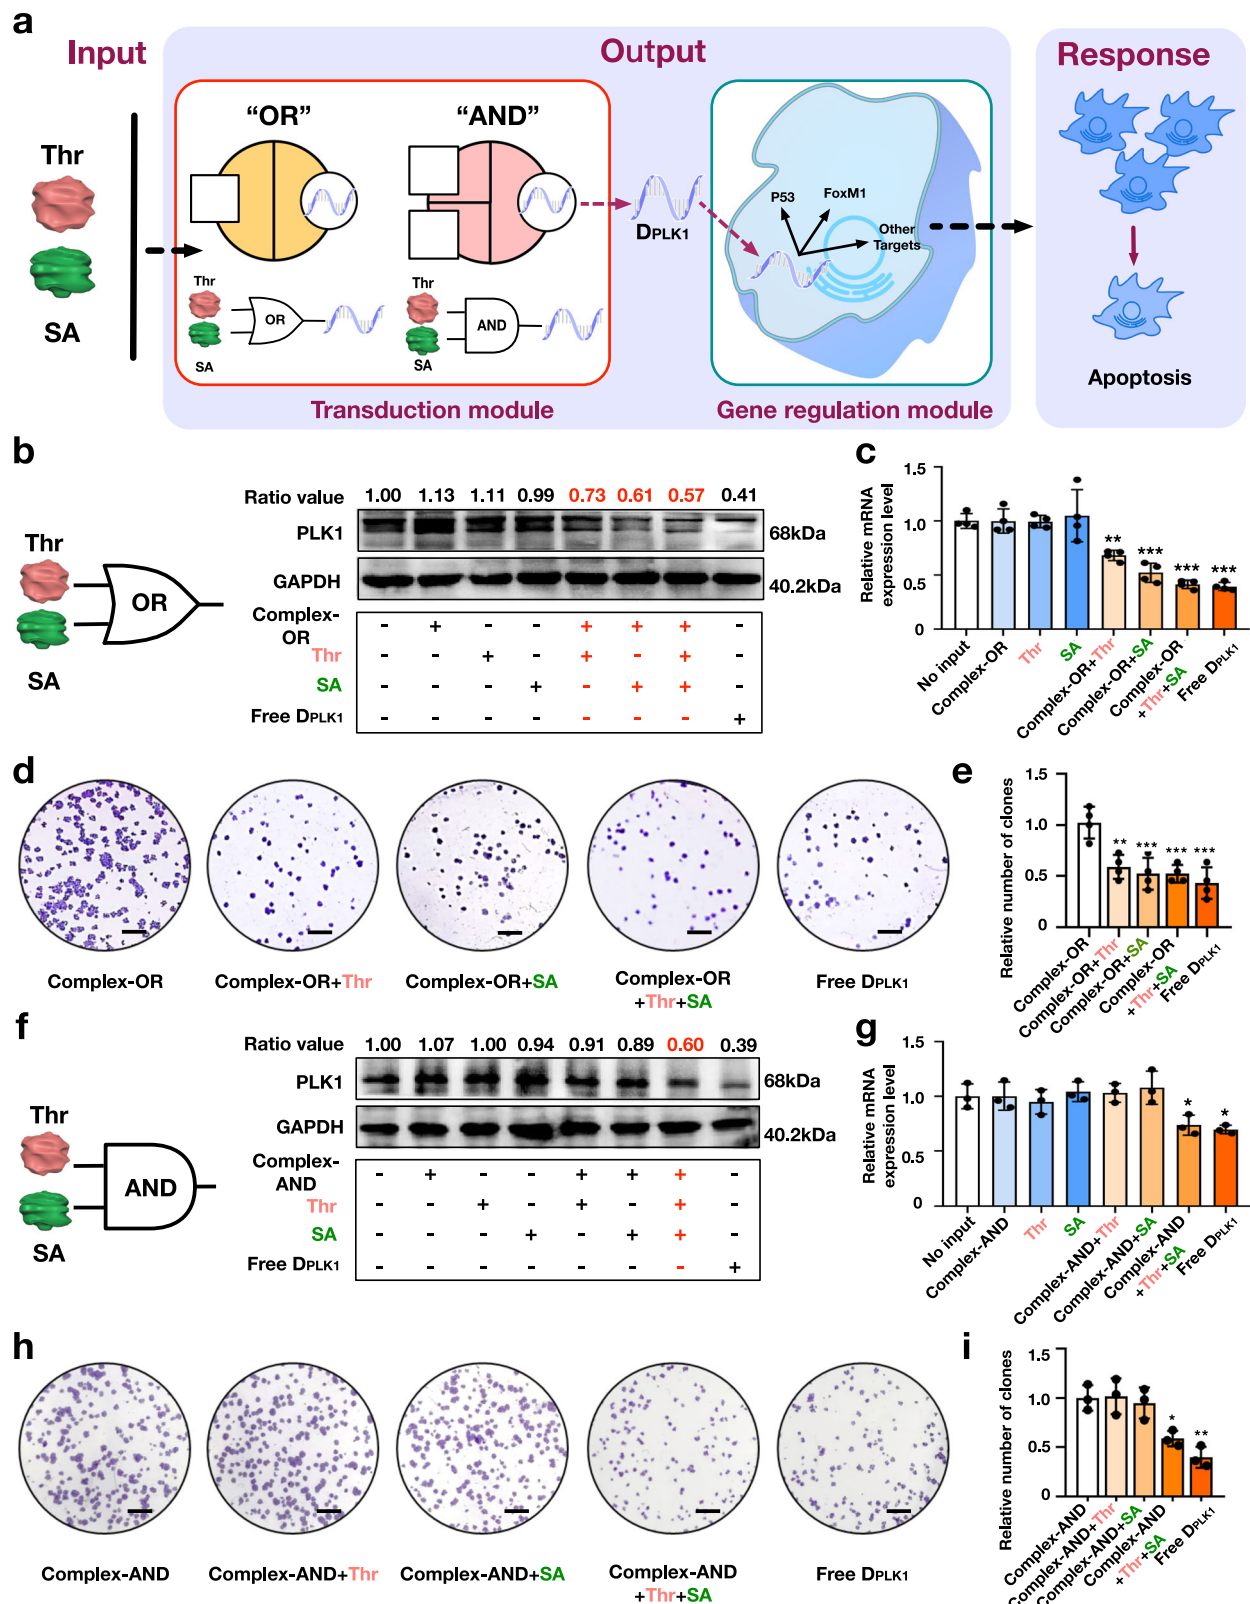 a
Input
Output
Response
Thr
SA
“OR”
“AND”
Thr
OR
SA
Thr
AND
SA
DPLK1
P53
FoxM1
Other
Targets
Apoptosis
Transduction module
Gene regulation module
b
Thr
OR
SA
Ratio value 1.00 1.13 1.11 0.99 0.73 0.61 0.57 0.41
PLK1
68kDa
GAPDH
40.2kDa
Complex-
OR
- + - - + + + -
Thr - - + - + - + -
SA - - - + - + + -
Free DPLK1 - - - - - - - +
c
Relative mRNA
expression level
1.5
1.0
0.5
0
** *** *** ***
No input
Complex-OR
Thr
SA
Complex-OR+Thr
Complex-OR+SA
Complex-OR
+Thr+SA
Free DPLK1
d
Complex-OR
Complex-OR+Thr
Complex-OR+SA
Complex-OR
+Thr+SA
Free DPLK1
e
Relative number of clones
1.5
1.0
0.5
0
** *** *** ***
Complex-OR
Complex-OR+Thr
Complex-OR+SA
Complex-OR
+Thr+SA
Free DPLK1
f
Thr
AND
SA
Ratio value 1.00 1.07 1.00 0.94 0.91 0.89 0.60 0.39
PLK1
68kDa
GAPDH
40.2kDa
Complex-
AND
- + - - + + + -
Thr - - + - + - + -
SA - - - + - + + -
Free DPLK1 - - - - - - - +
g
Relative mRNA
expression level
1.5
1.0
0.5
0
* *
No input
Complex-AND
Thr
SA
Complex-AND+Thr
Complex-AND+SA
Complex-AND
+Thr+SA
Free DPLK1
h
Complex-AND
Complex-AND+Thr
Complex-AND+SA
Complex-AND
+Thr+SA
Free DPLK1
i
Relative number of clones
1.5
1.0
0.5
0
* **
Complex-AND
Complex-AND+Thr
Complex-AND+SA
Complex-AND
+Thr+SA
Free DPLK1